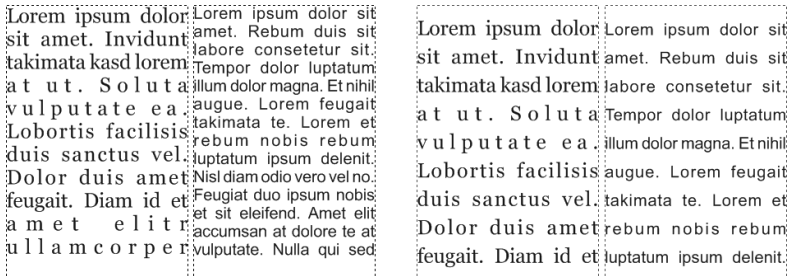 Lorem ipsum dolor
sit amet. Invidunt
takimata kasd lorem
at ut. Soluta
vulputate ea.
Lobortis facilisis
duis sanctus vel.
Dolor duis amet
feugait. Diam id et
amet elitr
ullamcorper
Lorem ipsum dolor sit
amet. Rebum duis sit
labore consetetur sit.
Tempor dolor luptatum
illum dolor magna. Et nihil
augue. Lorem feugait
takimata te. Lorem et
rebum nobis rebum
luptatum ipsum delenit.
Nisl diam odio vero vel no.
Feugiat duo ipsum nobis
et sit eleifend. Amet elit
accumsan at dolore te at
vulputate. Nulla qui sed
Lorem ipsum dolor
sit amet. Invidunt
takimata kasd lorem
at ut. Soluta
vulputate ea.
Lobortis facilisis
duis sanctus vel.
Dolor duis amet
feugait. Diam id et
Lorem ipsum dolor sit
amet. Rebum duis sit
labore consetetur sit.
Tempor dolor luptatum
illum dolor magna. Et nihil
augue. Lorem feugait
takimata te. Lorem et
rebum nobis rebum
luptatum ipsum delenit.